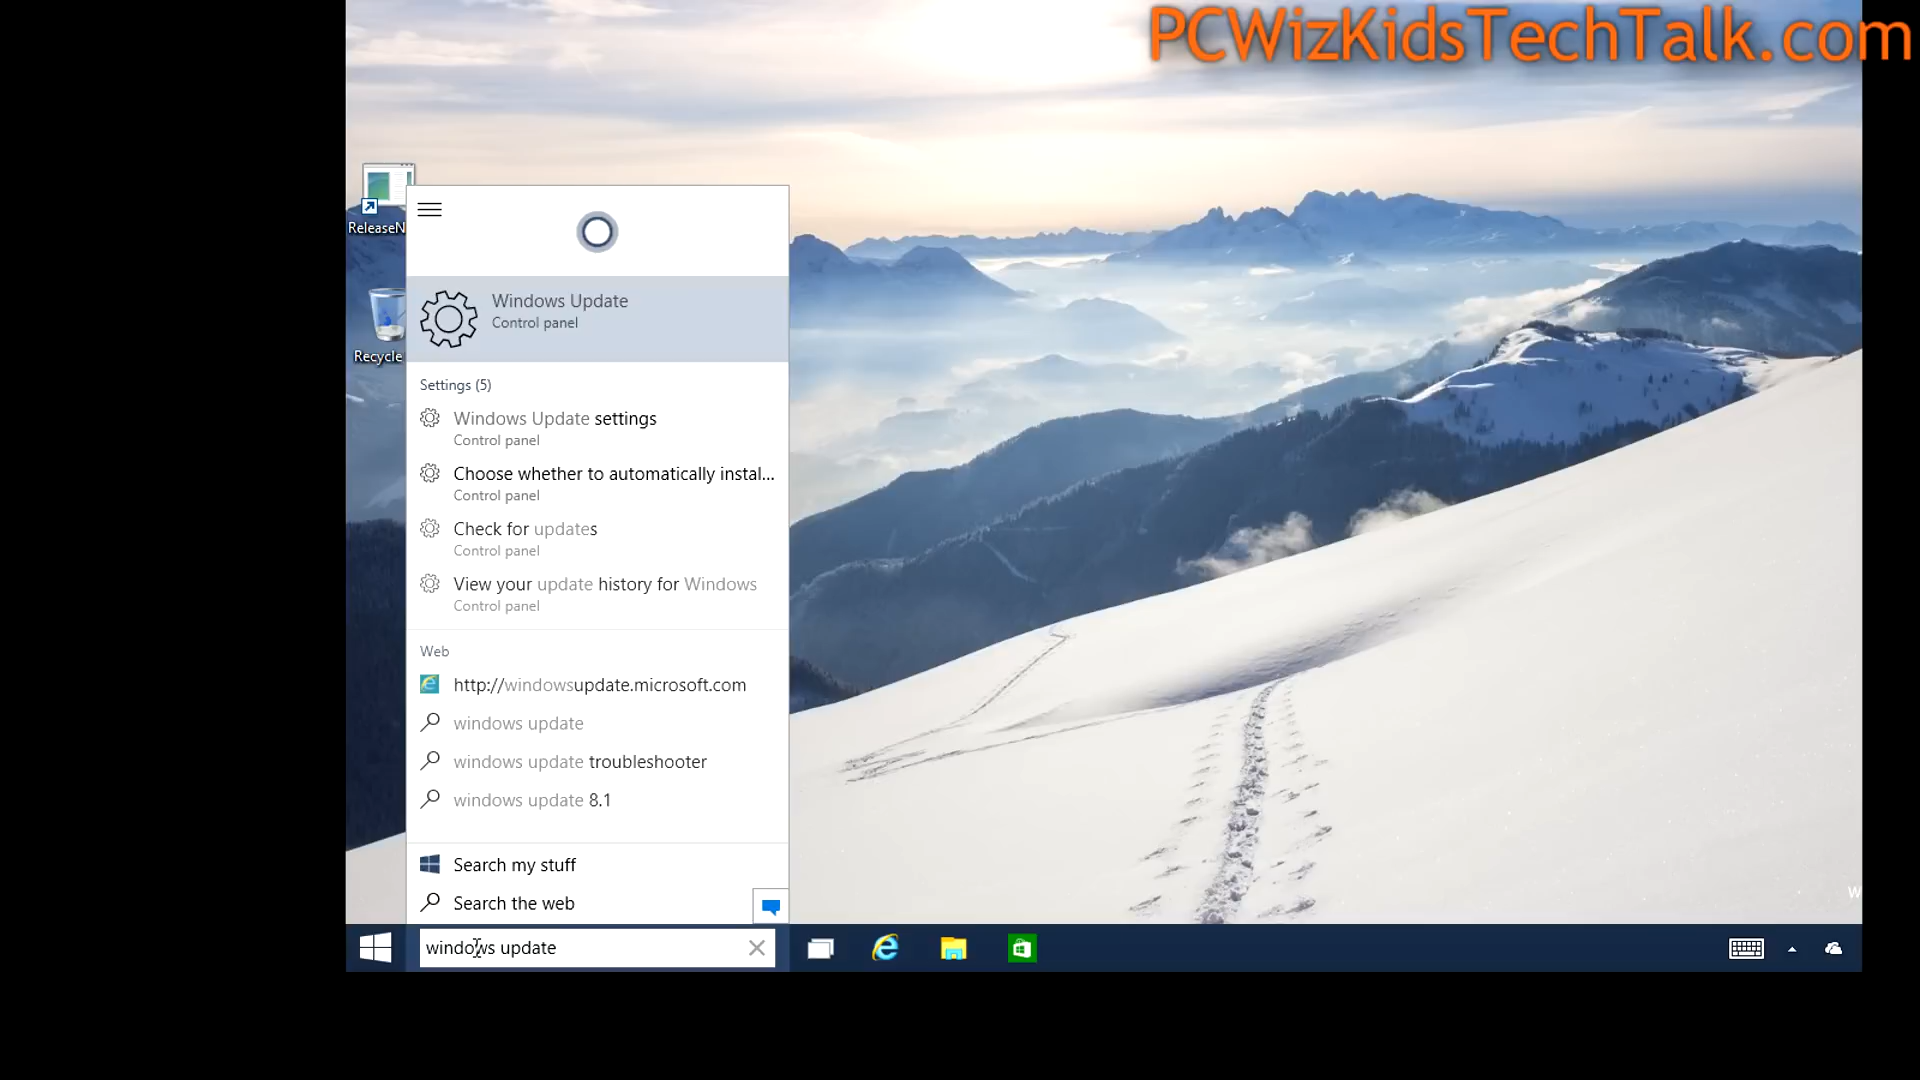 PCWizKidsTechTalk.com
ReleaseN
Recycle
Windows Update
Control panel
Settings (5)
Windows Update settings
Control panel
Choose whether to automatically instal...
Control panel
Check for updates
Control panel
View your update history for Windows
Control panel
Web
http://windowsupdate.microsoft.com
windows update
windows update troubleshooter
windows update 8.1
Search my stuff
Search the web
W
windows update